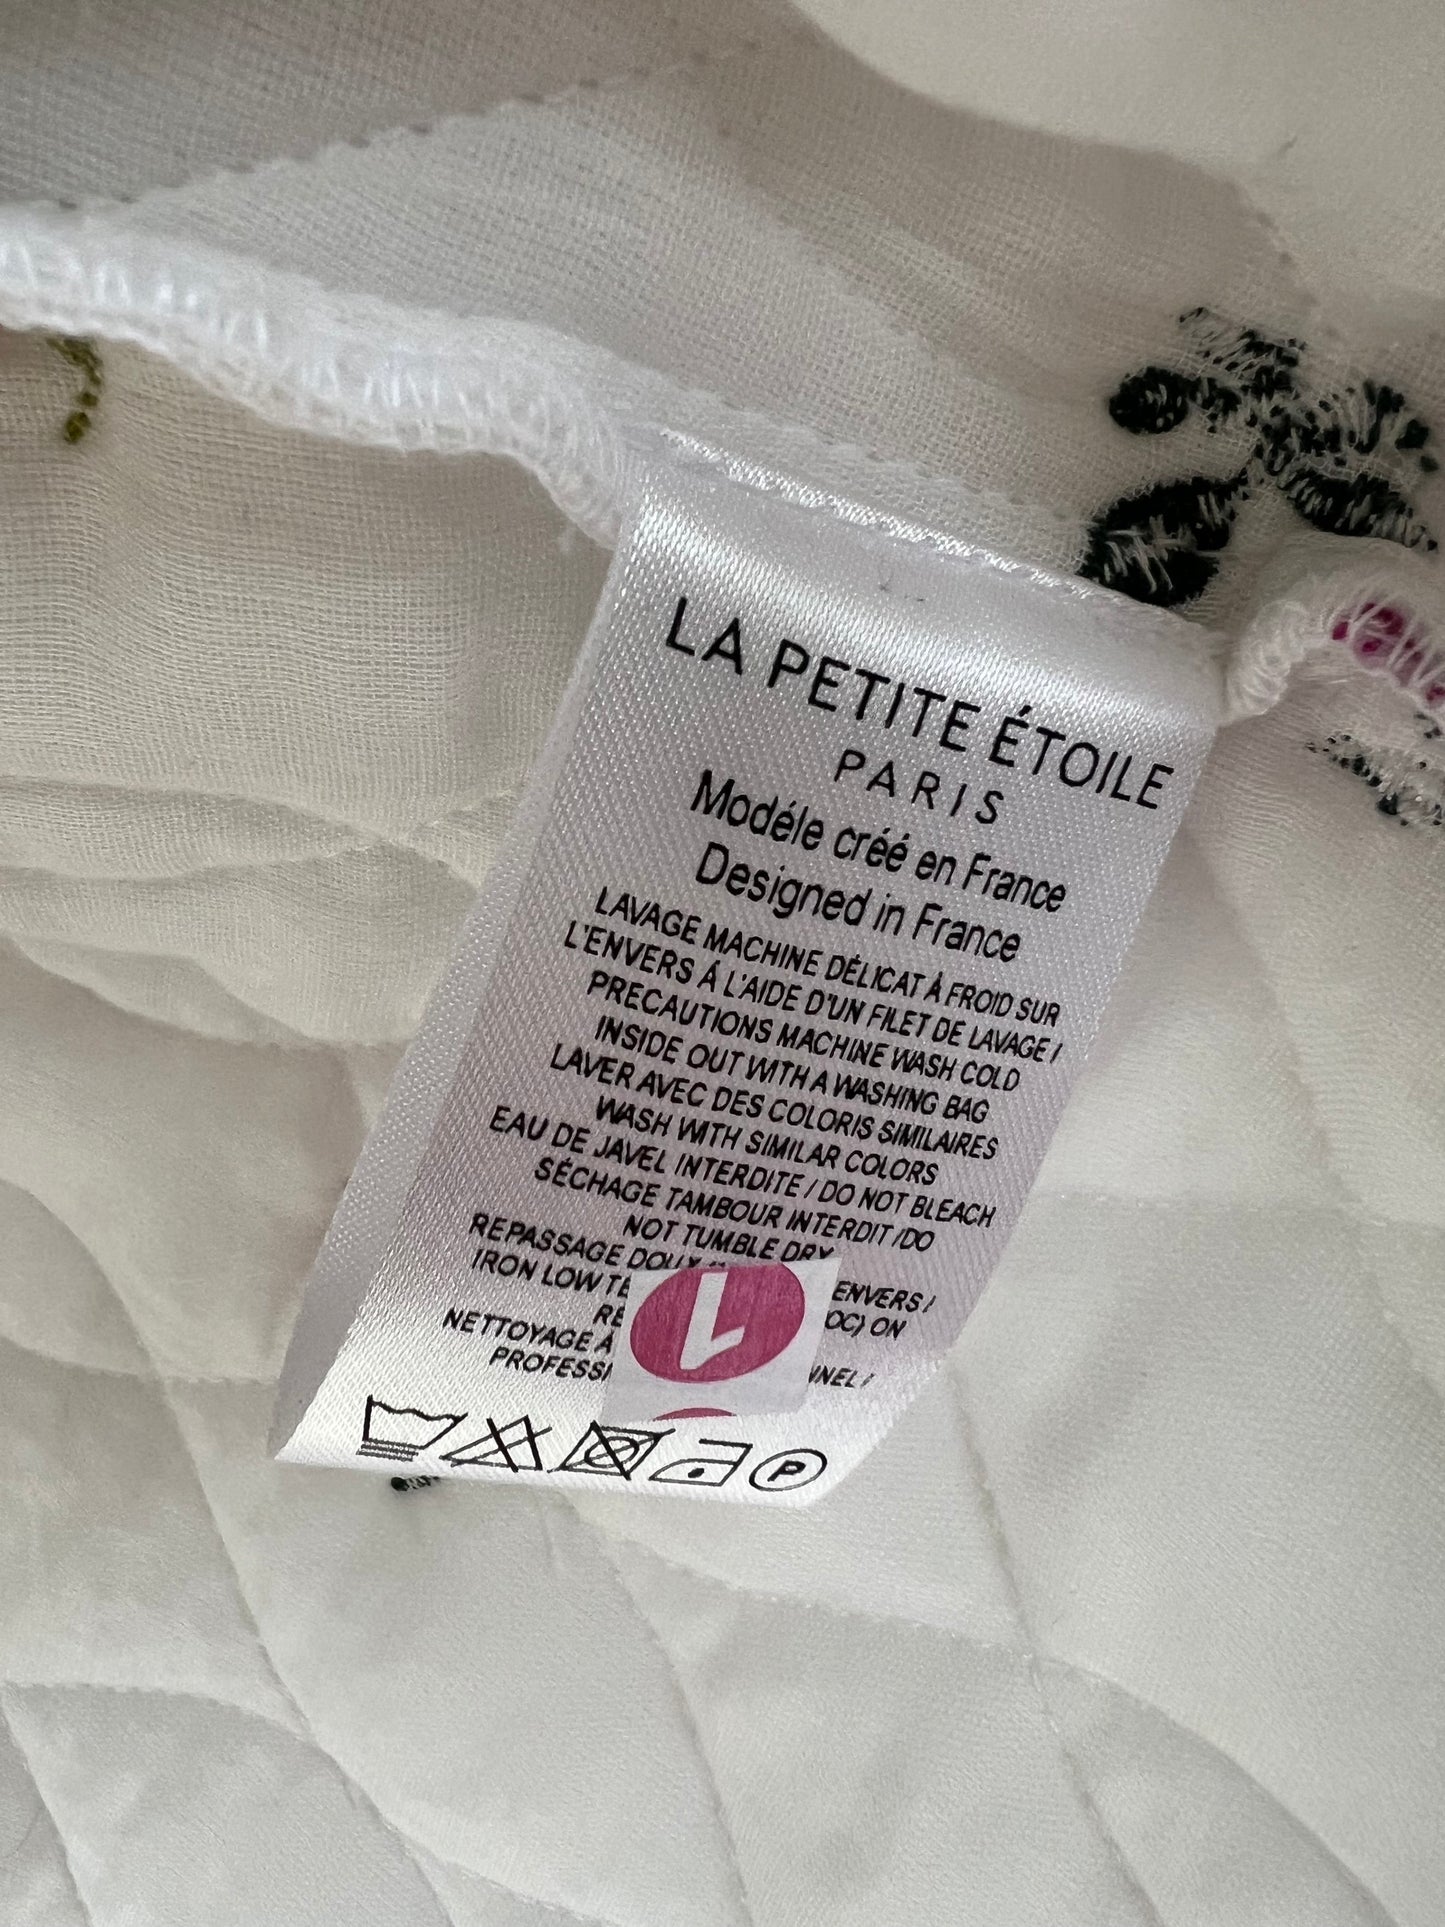 LA PETITE ÉTOILE
PARIS
Modéle créé en France
Designed in France
LAVAGE MACHINE DÉLICAT À FROID SUR
L'ENVERS Á L'AIDE D'UN FILET DE LAVAGE /
PRECAUTIONS MACHINE WASH COLD
INSIDE OUT WITH A WASHING BAG
LAVER AVEC DES COLORIS SIMILAIRES
WASH WITH SIMILAR COLORS
EAU DE JAVEL INTERDITE / DO NOT BLEACH
SÉCHAGE TAMBOUR INTERDIT /DO
NOT TUMBLE DRY
REPASSAGE DOUX ENVERS /
IRON LOW ON
NETTOYAGE À
1
P